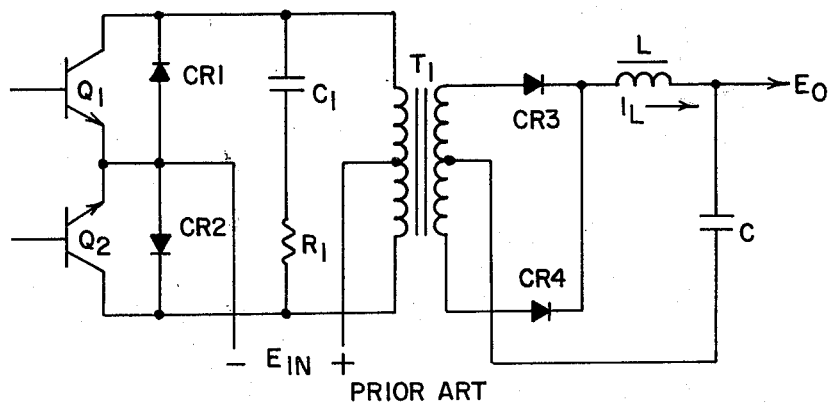 L
T1
CR1
Q1
C1
CR3
IL
EO
CR2
Q2
R1
CR4
C
− EIN +
PRIOR ART